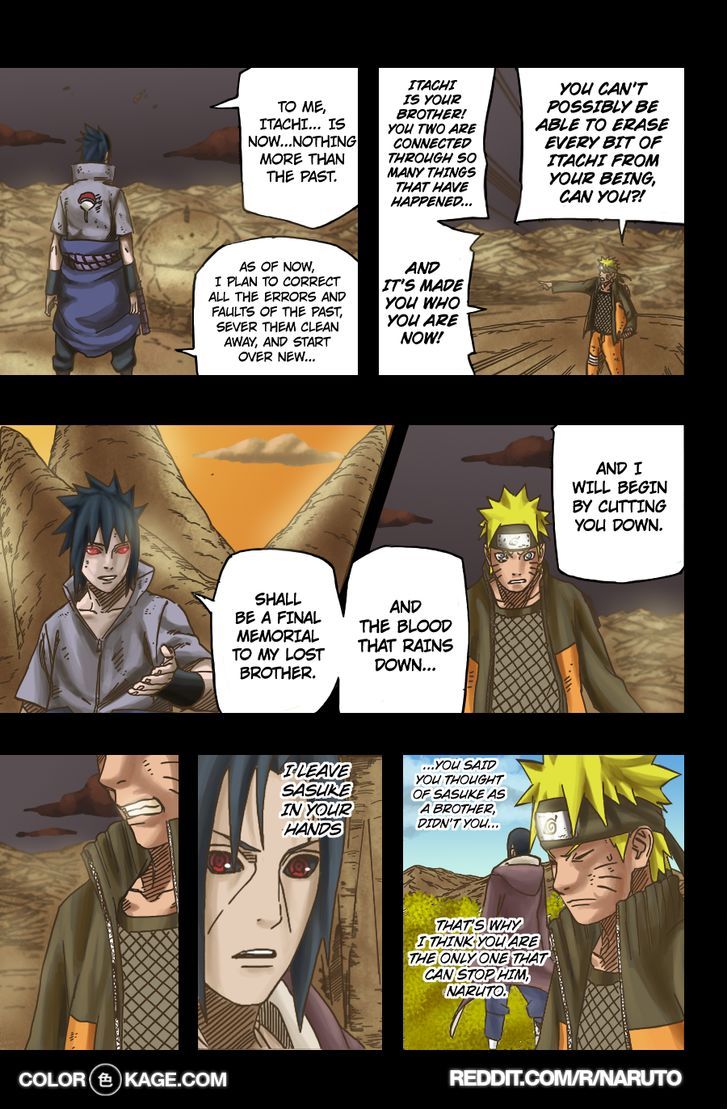 YOU CAN'T
POSSIBLY BE
ABLE TO ERASE
EVERY BIT OF
ITACHI FROM
YOUR BEING,
CAN YOU?!
ITACHI
IS YOUR
BROTHER!
YOU TWO ARE
CONNECTED
THROUGH SO
MANY THINGS
THAT HAVE
HAPPENED...
AND
IT'S MADE
YOU WHO
YOU ARE
NOW!
TO ME,
ITACHI... IS
NOW...NOTHING
MORE THAN
THE PAST.
AS OF NOW,
I PLAN TO CORRECT
ALL THE ERRORS AND
FAULTS OF THE PAST,
SEVER THEM CLEAN
AWAY, AND START
OVER NEW...
AND I
WILL BEGIN
BY CUTTING
YOU DOWN.
AND
THE BLOOD
THAT RAINS
DOWN...
SHALL
BE A FINAL
MEMORIAL
TO MY LOST
BROTHER.
...YOU SAID
YOU THOUGHT
OF SASUKE AS
A BROTHER,
DIDN'T YOU...
THAT'S WHY
I THINK YOU ARE
THE ONLY ONE THAT
CAN STOP HIM,
NARUTO.
I LEAVE
SASUKE
IN YOUR
HANDS
COLOR 色 KAGE.COM
REDDIT.COM/R/NARUTO